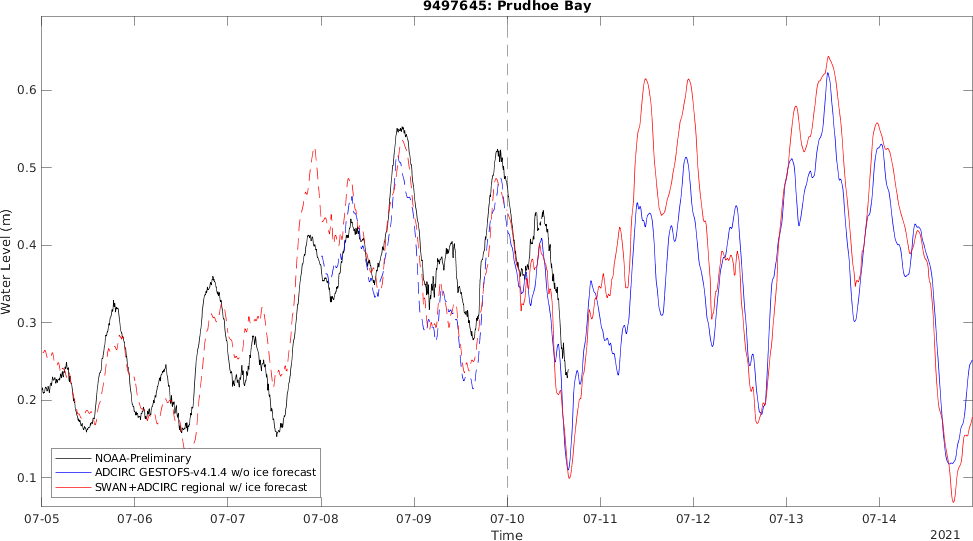 9497645: Prudhoe Bay
Water Level (m)
0.6
0.5
0.4
0.3
0.2
0.1
NOAA-Preliminary
ADCIRC GESTOFS-v4.1.4 w/o ice forecast
SWAN+ADCIRC regional w/ ice forecast
07-05 07-06 07-07 07-08 07-09 07-10 07-11 07-12 07-13 07-14
Time
2021